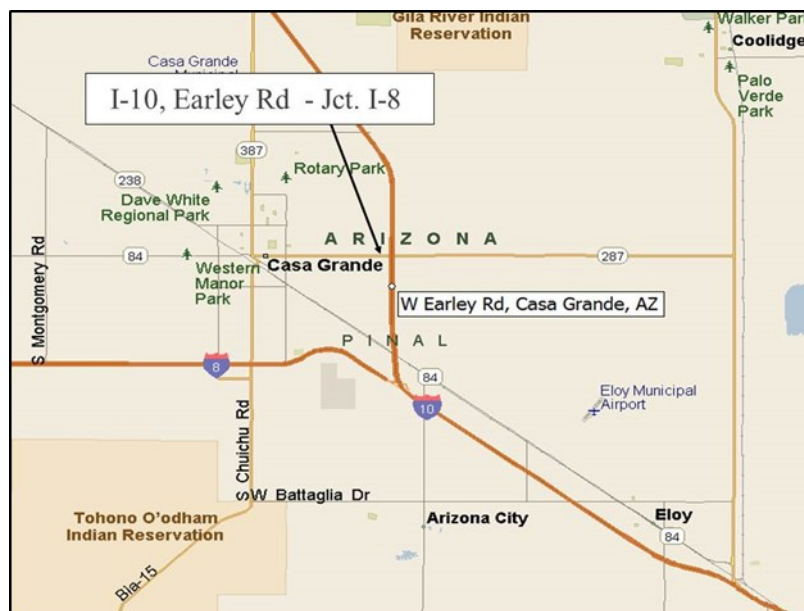 Gila River Indian
Reservation
Walker Park
Coolidge
Casa Grande
Palo
Verde
Park
I-10, Earley Rd - Jct. I-8
387
238
Rotary Park
Dave White
Regional Park
ARIZONA
84
287
Casa Grande
Western
Manor
Park
S Montgomery Rd
W Earley Rd, Casa Grande, AZ
PINAL
8
84
10
Eloy Municipal
Airport
S Chuichu Rd
W Battaglia Dr
Tohono O'odham
Indian Reservation
Arizona City
Eloy
84
Bia-15